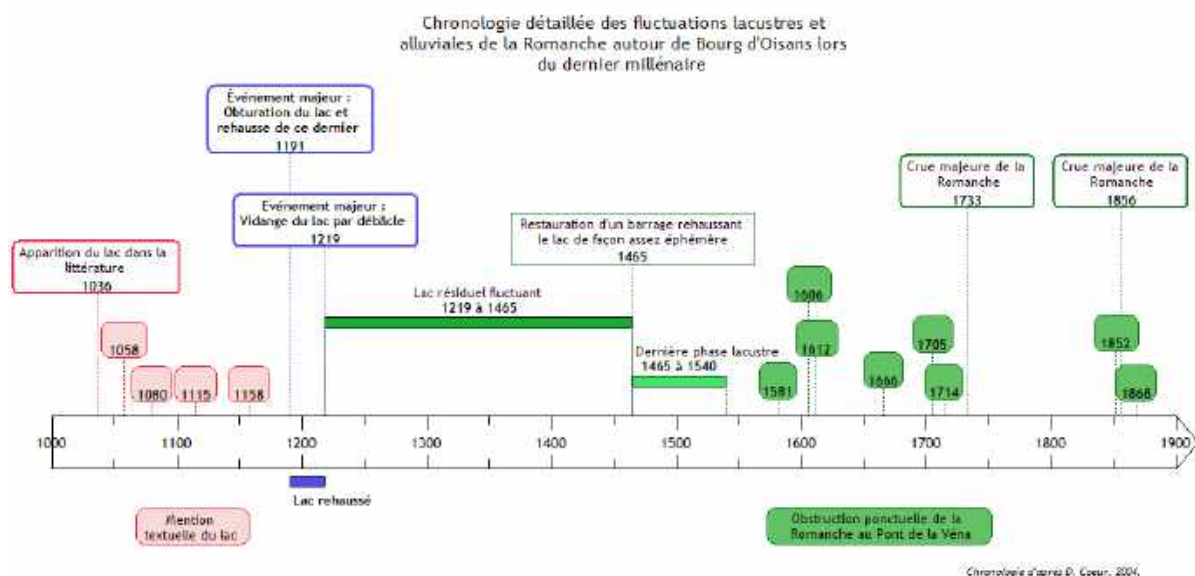 Chronologie détaillée des fluctuations lacustres et
alluviales de la Romanche autour de Bourg d'Oisans lors
du dernier millénaire
Événement majeur :
Obturation du lac et
rehausse de ce dernier
1191
Evénement majeur :
Vidange du lac par débâcle
1219
Apparition du lac dans la
littérature
1036
1058
1080
1115
1158
Lac résiduel fluctuant
1219 à 1465
Restauration d'un barrage rehaussant
le lac de façon assez éphémère
1465
Dernière phase lacustre
1465 à 1540
1581
1606
1612
1666
1705
1714
Crue majeure de la
Romanche
1733
Crue majeure de la
Romanche
1856
1852
1868
1000
1100
1200
1300
1400
1500
1600
1700
1800
1900
Lac rehaussé
Mention
textuelle du lac
Obstruction ponctuelle de la
Romanche au Pont de la Véna
Chronologie d'après D. Coeur, 2004.